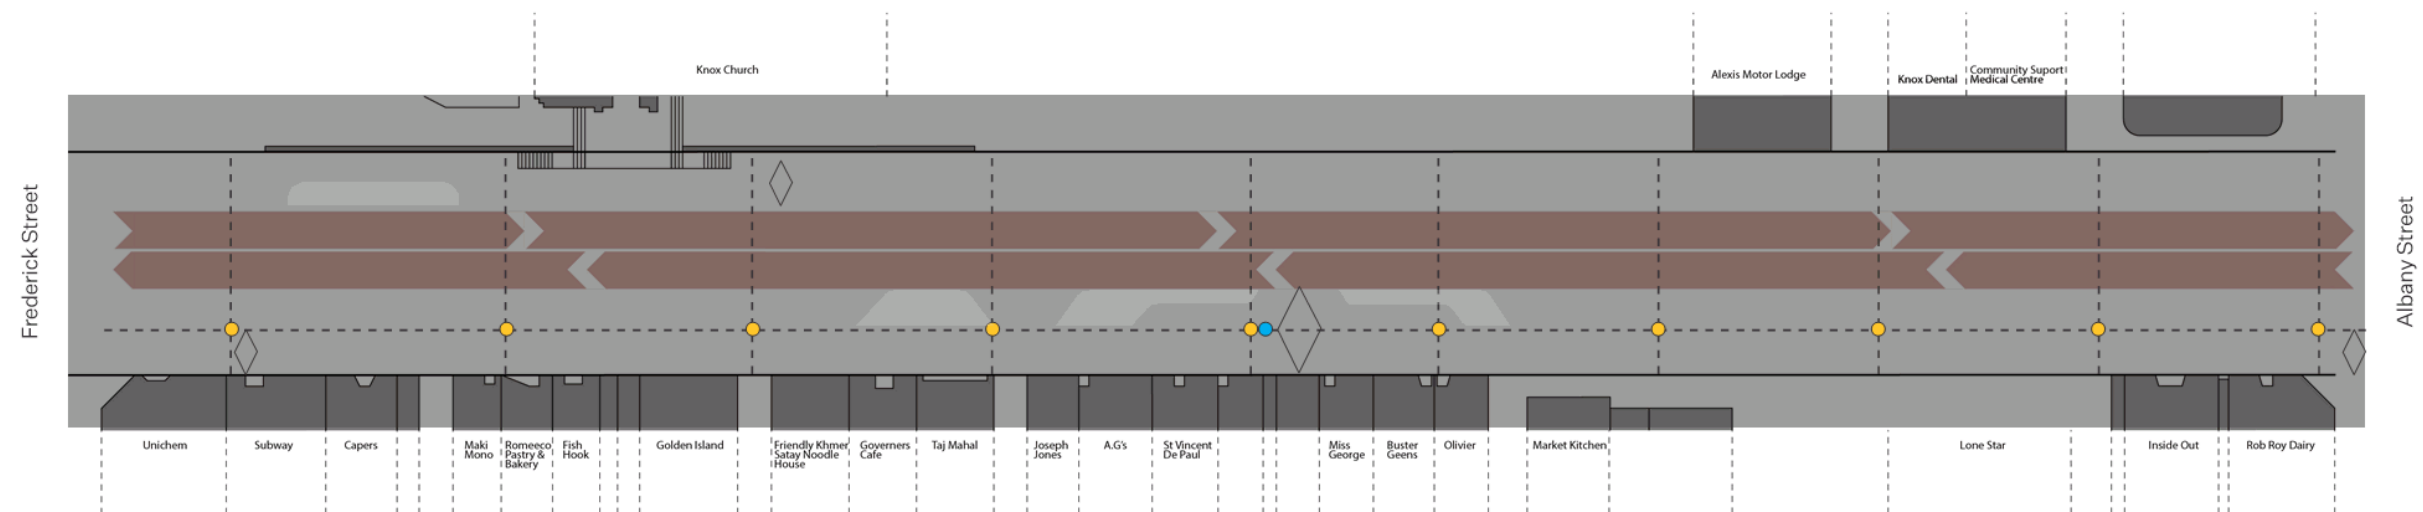 Knox Church
Alexis Motor Lodge
Knox Dental
Community Suport
Medical Centre
Frederick Street
Albany Street
Unichem
Subway
Capers
Maki
Mono
Romeeco
Pastry &
Bakery
Fish
Hook
Golden Island
Friendly Khmer
Satay Noodle
House
Governers
Cafe
Taj Mahal
Joseph
Jones
A.G's
St Vincent
De Paul
Miss
George
Buster
Geens
Olivier
Market Kitchen
Lone Star
Inside Out
Rob Roy Dairy